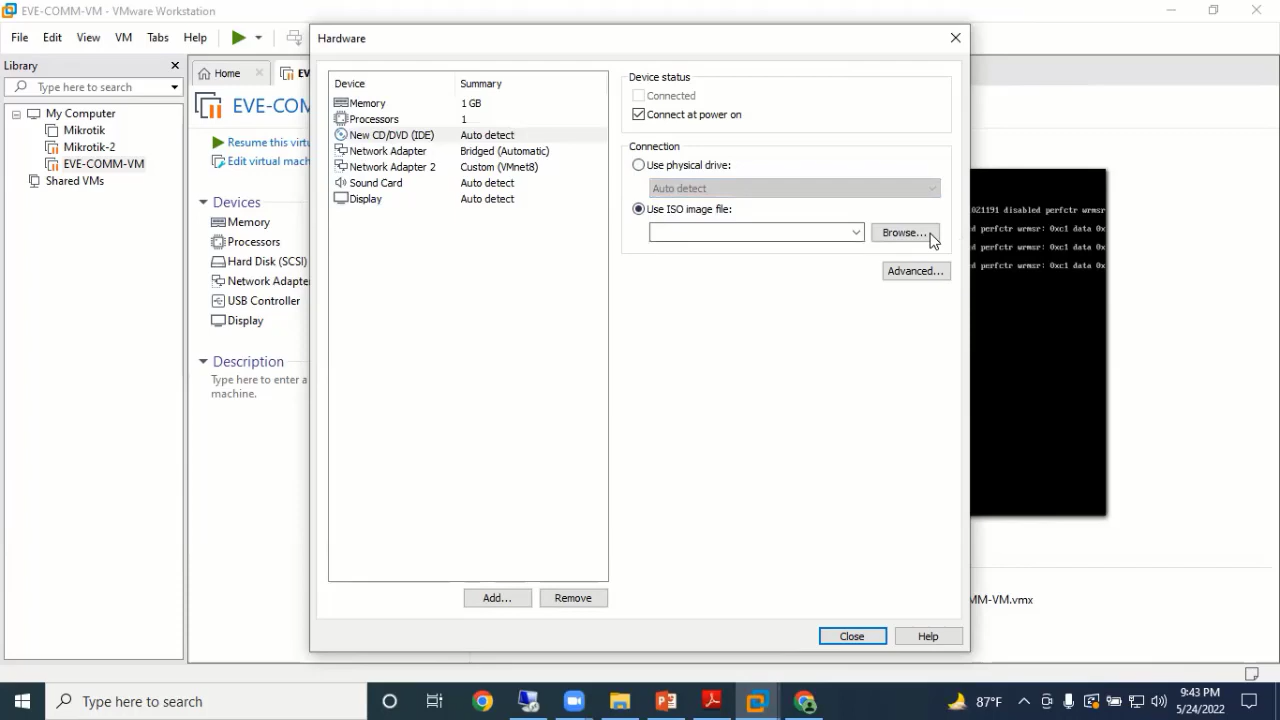 EVE-COMM-VM - VMware Workstation
File Edit View VM Tabs Help
Library
Type here to search
My Computer
Mikrotik
Mikrotik-2
EVE-COMM-VM
Shared VMs
Home
EV
EVE-COM
Resume this virtu
Edit virtual mach
Devices
Memory
Processors
Hard Disk (SCSI)
Network Adapte
USB Controller
Display
Description
Type here to enter a
machine.
Hardware
Device Summary
Memory 1 GB
Processors 1
New CD/DVD (IDE) Auto detect
Network Adapter Bridged (Automatic)
Network Adapter 2 Custom (VMnet8)
Sound Card Auto detect
Display Auto detect
Add... Remove
Device status
Connected
Connect at power on
Connection
Use physical drive:
Auto detect
Use ISO image file:
Browse...
Advanced...
Close Help
021191 disabled perfctr wrmsr
d perfctr wrmsr: 0xc1 data 0x
d perfctr wrmsr: 0xc1 data 0x
d perfctr wrmsr: 0xc1 data 0x
MM-VM.vmx
Type here to search
87°F
9:43 PM
5/24/2022